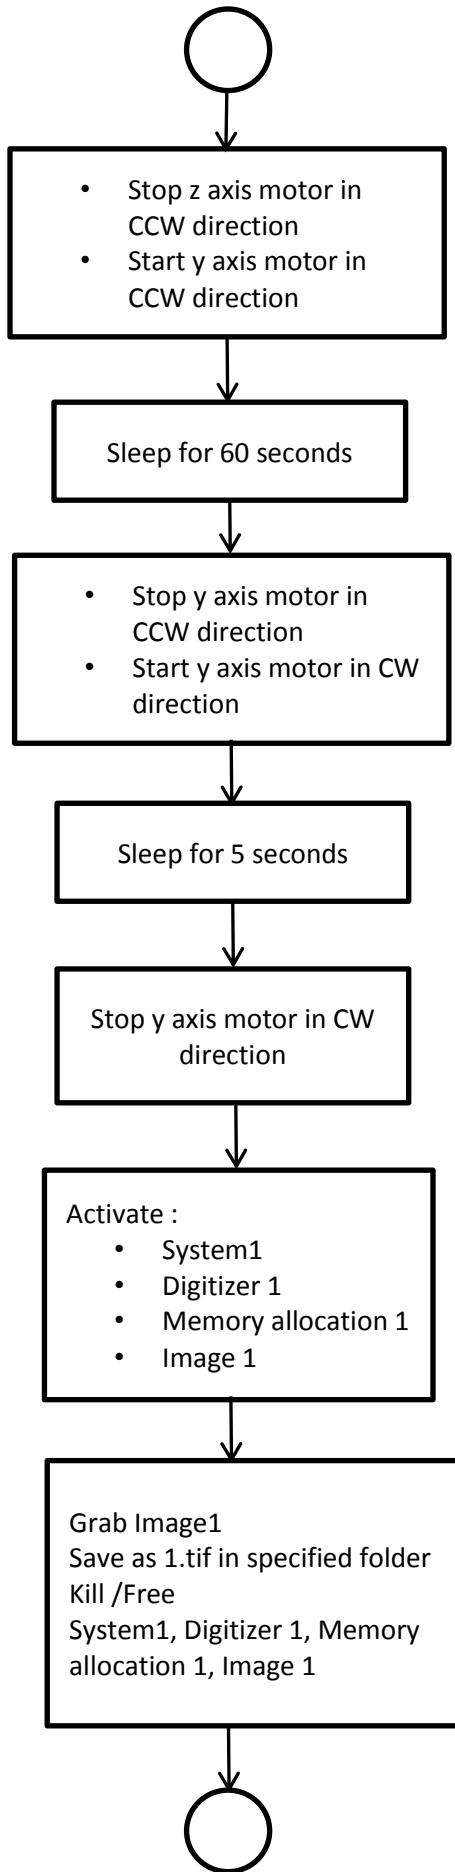 • Stop z axis motor in
CCW direction
• Start y axis motor in
CCW direction
Sleep for 60 seconds
• Stop y axis motor in
CCW direction
• Start y axis motor in CW
direction
Sleep for 5 seconds
Stop y axis motor in CW
direction
Activate :
• System1
• Digitizer 1
• Memory allocation 1
• Image 1
Grab Image1
Save as 1.tif in specified folder
Kill /Free
System1, Digitizer 1, Memory
allocation 1, Image 1